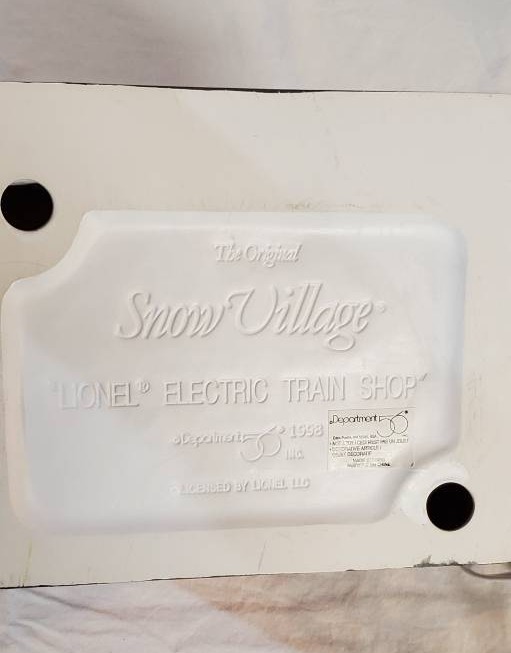 The Original
Snow Village®
"LIONEL® ELECTRIC TRAIN SHOP"
Department 56® 1998
INC.
LICENSED BY LIONEL LLC
Department 56